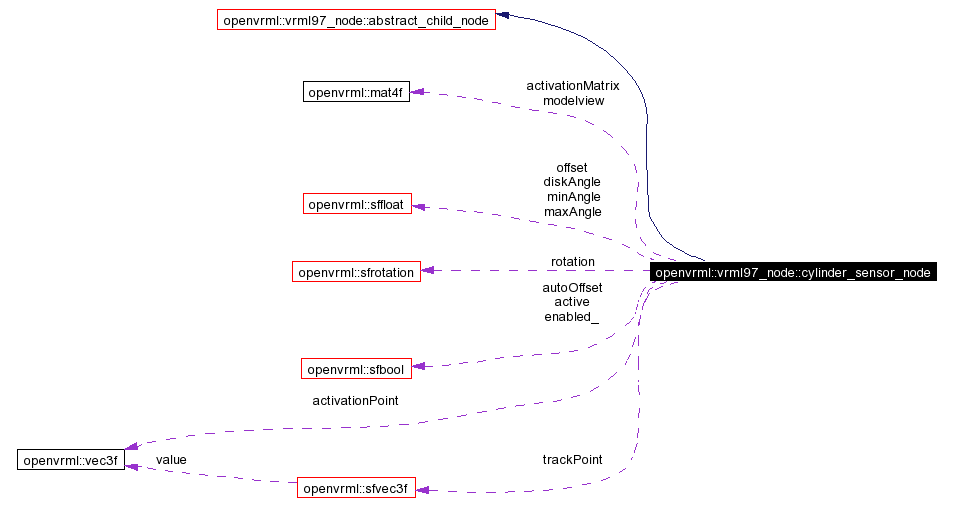 openvrml::vrml97_node::abstract_child_node
activationMatrix
modelview
openvrml::mat4f
offset
diskAngle
minAngle
maxAngle
openvrml::sffloat
rotation
openvrml::sfrotation
openvrml::vrml97_node::cylinder_sensor_node
autoOffset
active
enabled_
openvrml::sfbool
activationPoint
openvrml::vec3f
value
trackPoint
openvrml::sfvec3f